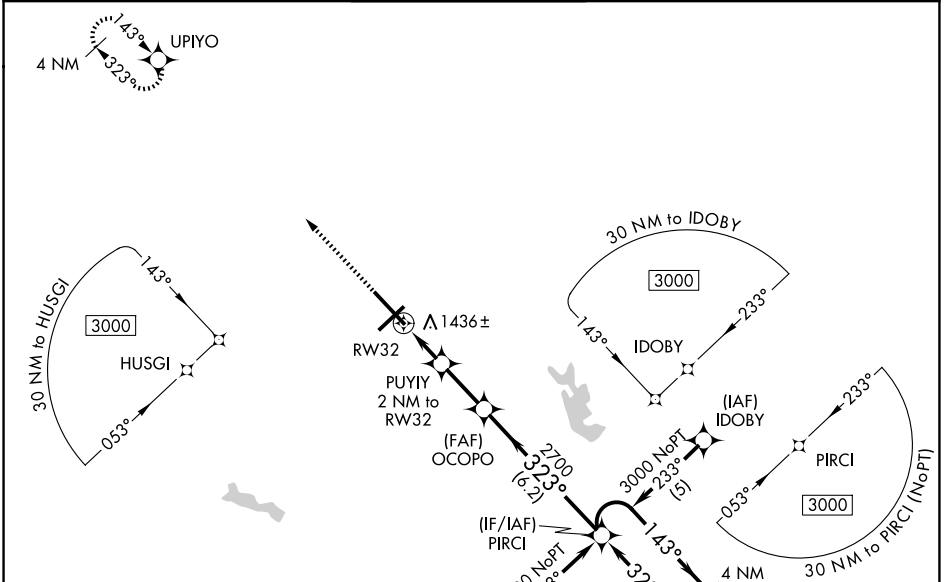 143°
UPIYO
4 NM
323°
30 NM to IDOBY
3000
143°
233°
IDOBY
30 NM to HUSGI
143°
3000
HUSGI
053°
1436±
RW32
PUYIY
2 NM to
RW32
(FAF)
OCOPO
2700
323°
(6.2)
(IAF)
IDOBY
3000 NoPT
233°
(5)
233°
PIRCI
053°
3000
30 NM to PIRCI (NoPT)
(IF/IAF)
PIRCI
143°
4 NM
NoPT